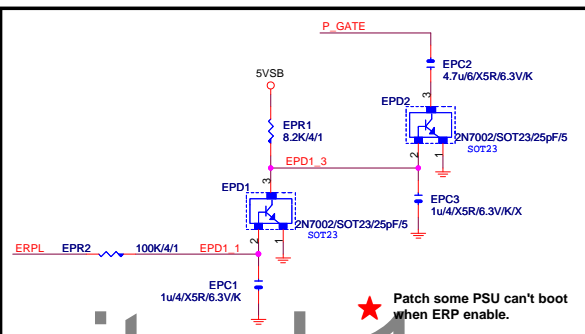 P_GATE
EPC2
4.7u/6/X5R/6.3V/K
5VSB
EPD2
3
EPR1
8.2K/4/1
2N7002/SOT23/25pF/5
SOT23
2
1
EPD1_3
EPD1
3
EPC3
1u/4/X5R/6.3V/K/X
2N7002/SOT23/25pF/5
SOT23
2
1
ERPL
EPR2
100K/4/1
EPD1_1
EPC1
1u/4/X5R/6.3V/K
Patch some PSU can't boot
when ERP enable.